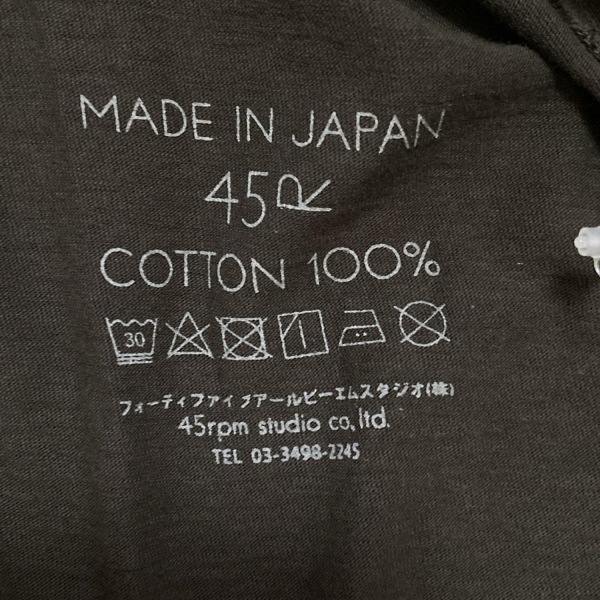 MADE IN JAPAN
45R
COTTON 100%
30
フォーティファイブアールピーエムスタジオ(株)
45rpm studio co.,ltd.
TEL 03-3498-2245